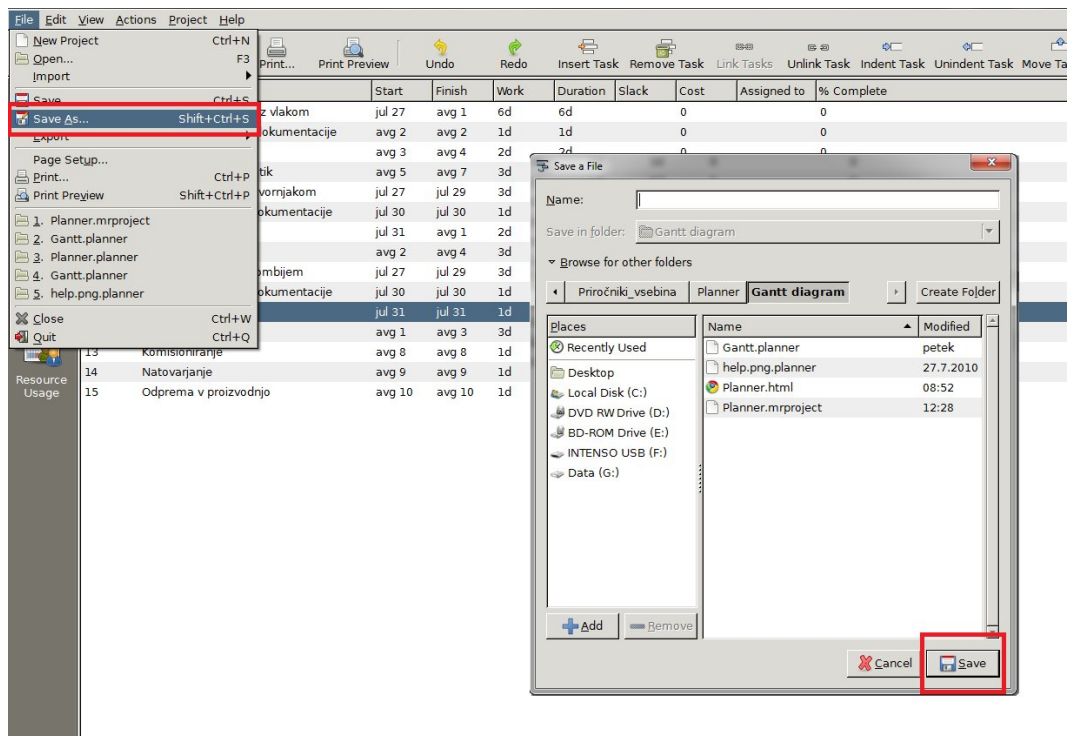 File Edit View Actions Project Help
New Project Ctrl+N
Open... F3
Import
Save Ctrl+S
Save As... Shift+Ctrl+S
Export
Page Setup...
Print... Ctrl+P
Print Preview Shift+Ctrl+P
1. Planner.mrproject
2. Gantt.planner
3. Planner.planner
4. Gantt.planner
5. help.png.planner
Close Ctrl+W
Quit Ctrl+Q
Resource
Usage
Print... Print Preview Undo Redo Insert Task Remove Task Link Tasks Unlink Task Indent Task Unindent Task Move Ta
Start Finish Work Duration Slack Cost Assigned to % Complete
z vlakom jul 27 avg 1 6d 6d 0 0
okumentacije avg 2 avg 2 1d 1d 0 0
avg 3 avg 4 2d 2d 0 0
tik avg 5 avg 7 3d
vornjakom jul 27 jul 29 3d
okumentacije jul 30 jul 30 1d
jul 31 avg 1 2d
avg 2 avg 4 3d
ombijem jul 27 jul 29 3d
okumentacije jul 30 jul 30 1d
jul 31 jul 31 1d
avg 1 avg 3 3d
13 Komisioniranje avg 8 avg 8 1d
14 Natovarjanje avg 9 avg 9 1d
15 Odprema v proizvodnjo avg 10 avg 10 1d
Save a File
Name:
Save in folder: Gantt diagram
Browse for other folders
Priročniki_vsebina Planner Gantt diagram Create Folder
Places
Recently Used
Desktop
Local Disk (C:)
DVD RW Drive (D:)
BD-ROM Drive (E:)
INTENSO USB (F:)
Data (G:)
Add Remove
Name Modified
Gantt.planner petek
help.png.planner 27.7.2010
Planner.html 08:52
Planner.mrproject 12:28
Cancel Save